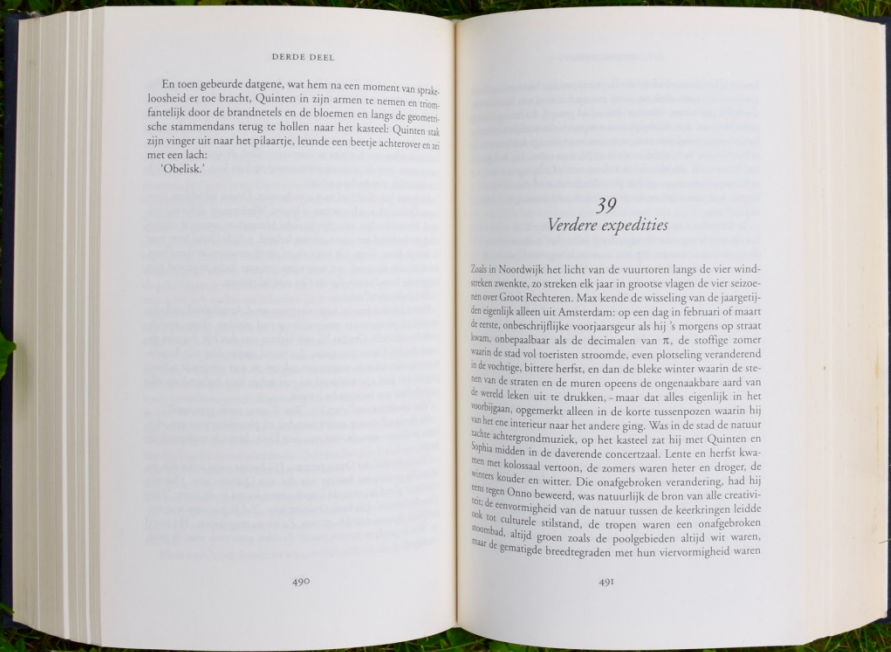 DERDE DEEL
En toen gebeurde datgene, wat hem na een moment van sprake-
loosheid er toe bracht, Quinten in zijn armen te nemen en triom-
fantelijk door de brandnetels en de bloemen en langs de geometri-
sche stammendans terug te hollen naar het kasteel: Quinten stak
zijn vinger uit naar het pilaartje, leunde een beetje achterover en zei
met een lach:
‘Obelisk.’
490
39
Verdere expedities
Zoals in Noordwijk het licht van de vuurtoren langs de vier wind-
streken zwenkte, zo streken elk jaar in grootse vlagen de vier seizoe-
nen over Groot Rechteren. Max kende de wisseling van de jaargetij-
den eigenlijk alleen uit Amsterdam: op een dag in februari of maart
de eerste, onbeschrijflijke voorjaarsgeur als hij 's morgens op straat
kwam, onbepaalbaar als de decimalen van π, de stoffige zomer
waarin de stad vol toeristen stroomde, even plotseling veranderend
in de vochtige, bittere herfst, en dan de bleke winter waarin de ste-
nen van de straten en de muren opeens de ongenaakbare aard van
de wereld leken uit te drukken, – maar dat alles eigenlijk in het
voorbijgaan, opgemerkt alleen in de korte tussenpozen waarin hij
van het ene interieur naar het andere ging. Was in de stad de natuur
zachte achtergrondmuziek, op het kasteel zat hij met Quinten en
Sophia midden in de daverende concertzaal. Lente en herfst kwa-
men met kolossaal vertoon, de zomers waren heter en droger, de
winters kouder en witter. Die onafgebroken verandering, had hij
eens tegen Onno beweerd, was natuurlijk de bron van alle creativi-
teit; de eenvormigheid van de natuur tussen de keerkringen leidde
ook tot culturele stilstand, de tropen waren een onafgebroken
stoombad, altijd groen zoals de poolgebieden altijd wit waren,
maar de gematigde breedtegraden met hun viervormigheid waren
491